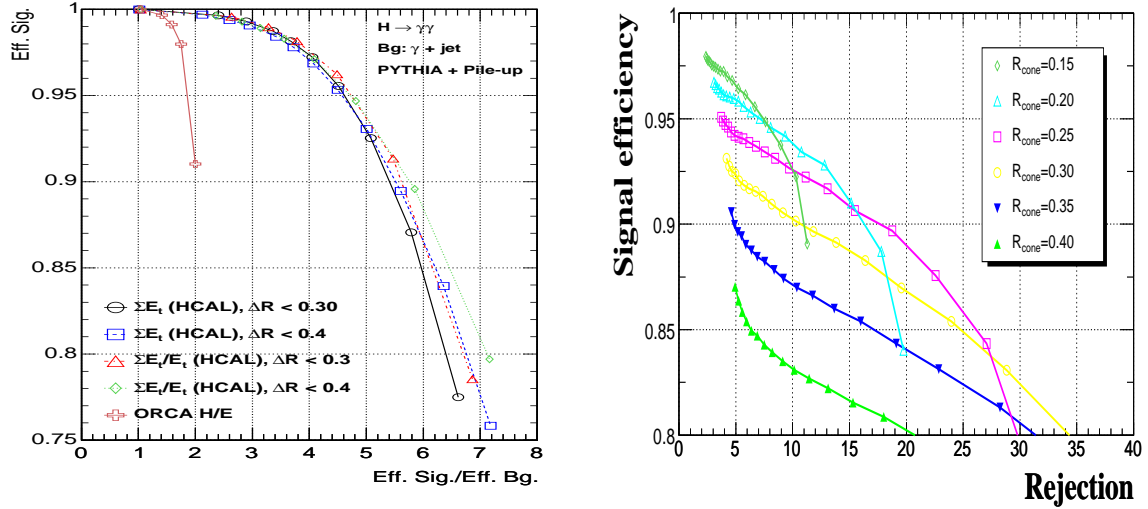 Eff. Sig.
1
0.95
0.9
0.85
0.8
0.75
H → γγ
Bg: γ + jet
PYTHIA + Pile-up
ΣEt (HCAL), ΔR < 0.30
ΣEt (HCAL), ΔR < 0.4
ΣEt/Et (HCAL), ΔR < 0.3
ΣEt/Et (HCAL), ΔR < 0.4
ORCA H/E
0 1 2 3 4 5 6 7 8
Eff. Sig./Eff. Bg.
Signal efficiency
1
0.95
0.9
0.85
0.8
Rcone=0.15
Rcone=0.20
Rcone=0.25
Rcone=0.30
Rcone=0.35
Rcone=0.40
0 5 10 15 20 25 30 35 40
Rejection